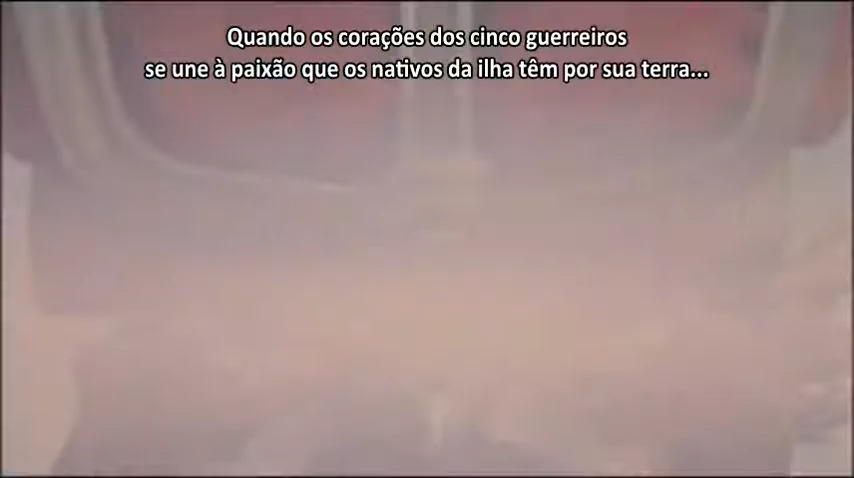 Quando os corações dos cinco guerreiros
se une à paixão que os nativos da ilha têm por sua terra...